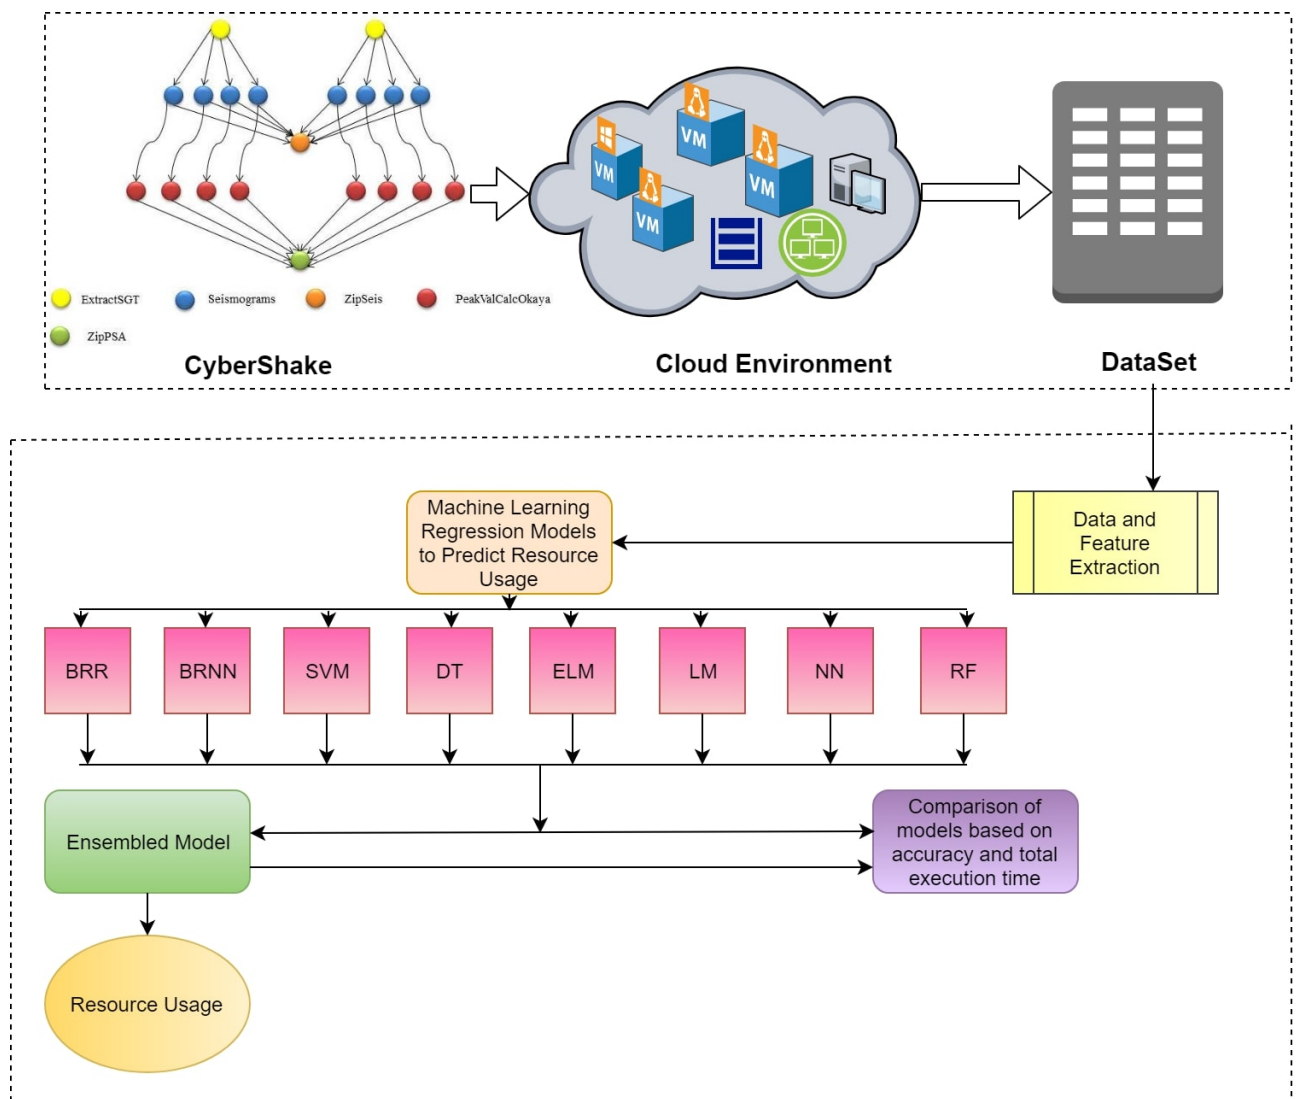 VM
VM
VM
VM
ExtractSGT
Seismograms
ZipSeis
PeakValCalcOkaya
ZipPSA
CyberShake
Cloud Environment
DataSet
Machine Learning
Regression Models
to Predict Resource
Usage
Data and
Feature
Extraction
BRR
BRNN
SVM
DT
ELM
LM
NN
RF
Ensembled Model
Comparison of
models based on
accuracy and total
execution time
Resource Usage